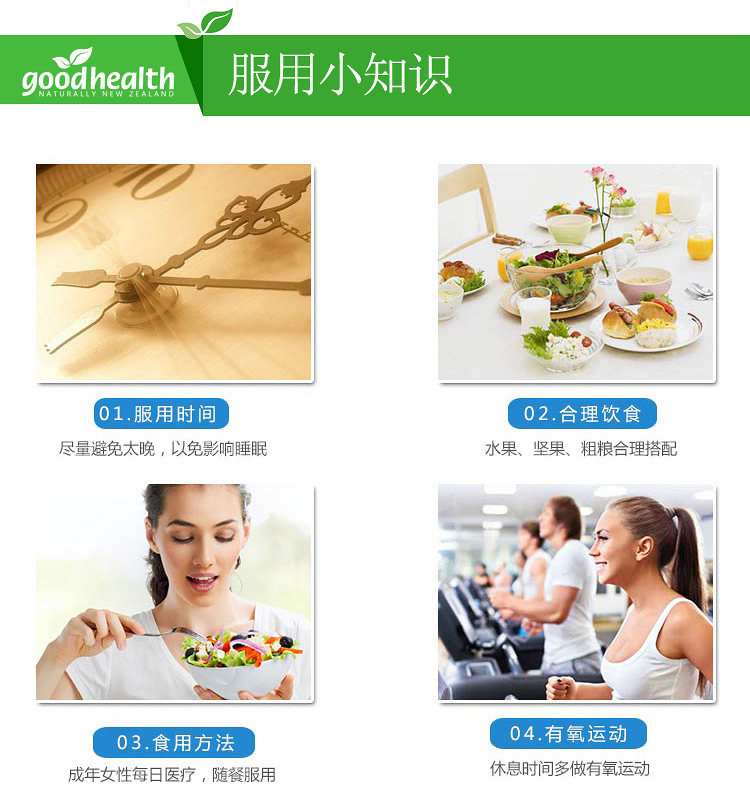 goodhealth
NATURALLY NEW ZEALAND
服用小知识
01.服用时间
尽量避免太晚，以免影响睡眠
02.合理饮食
水果、坚果、粗粮合理搭配
03.食用方法
成年女性每日医疗，随餐服用
04.有氧运动
休息时间多做有氧运动